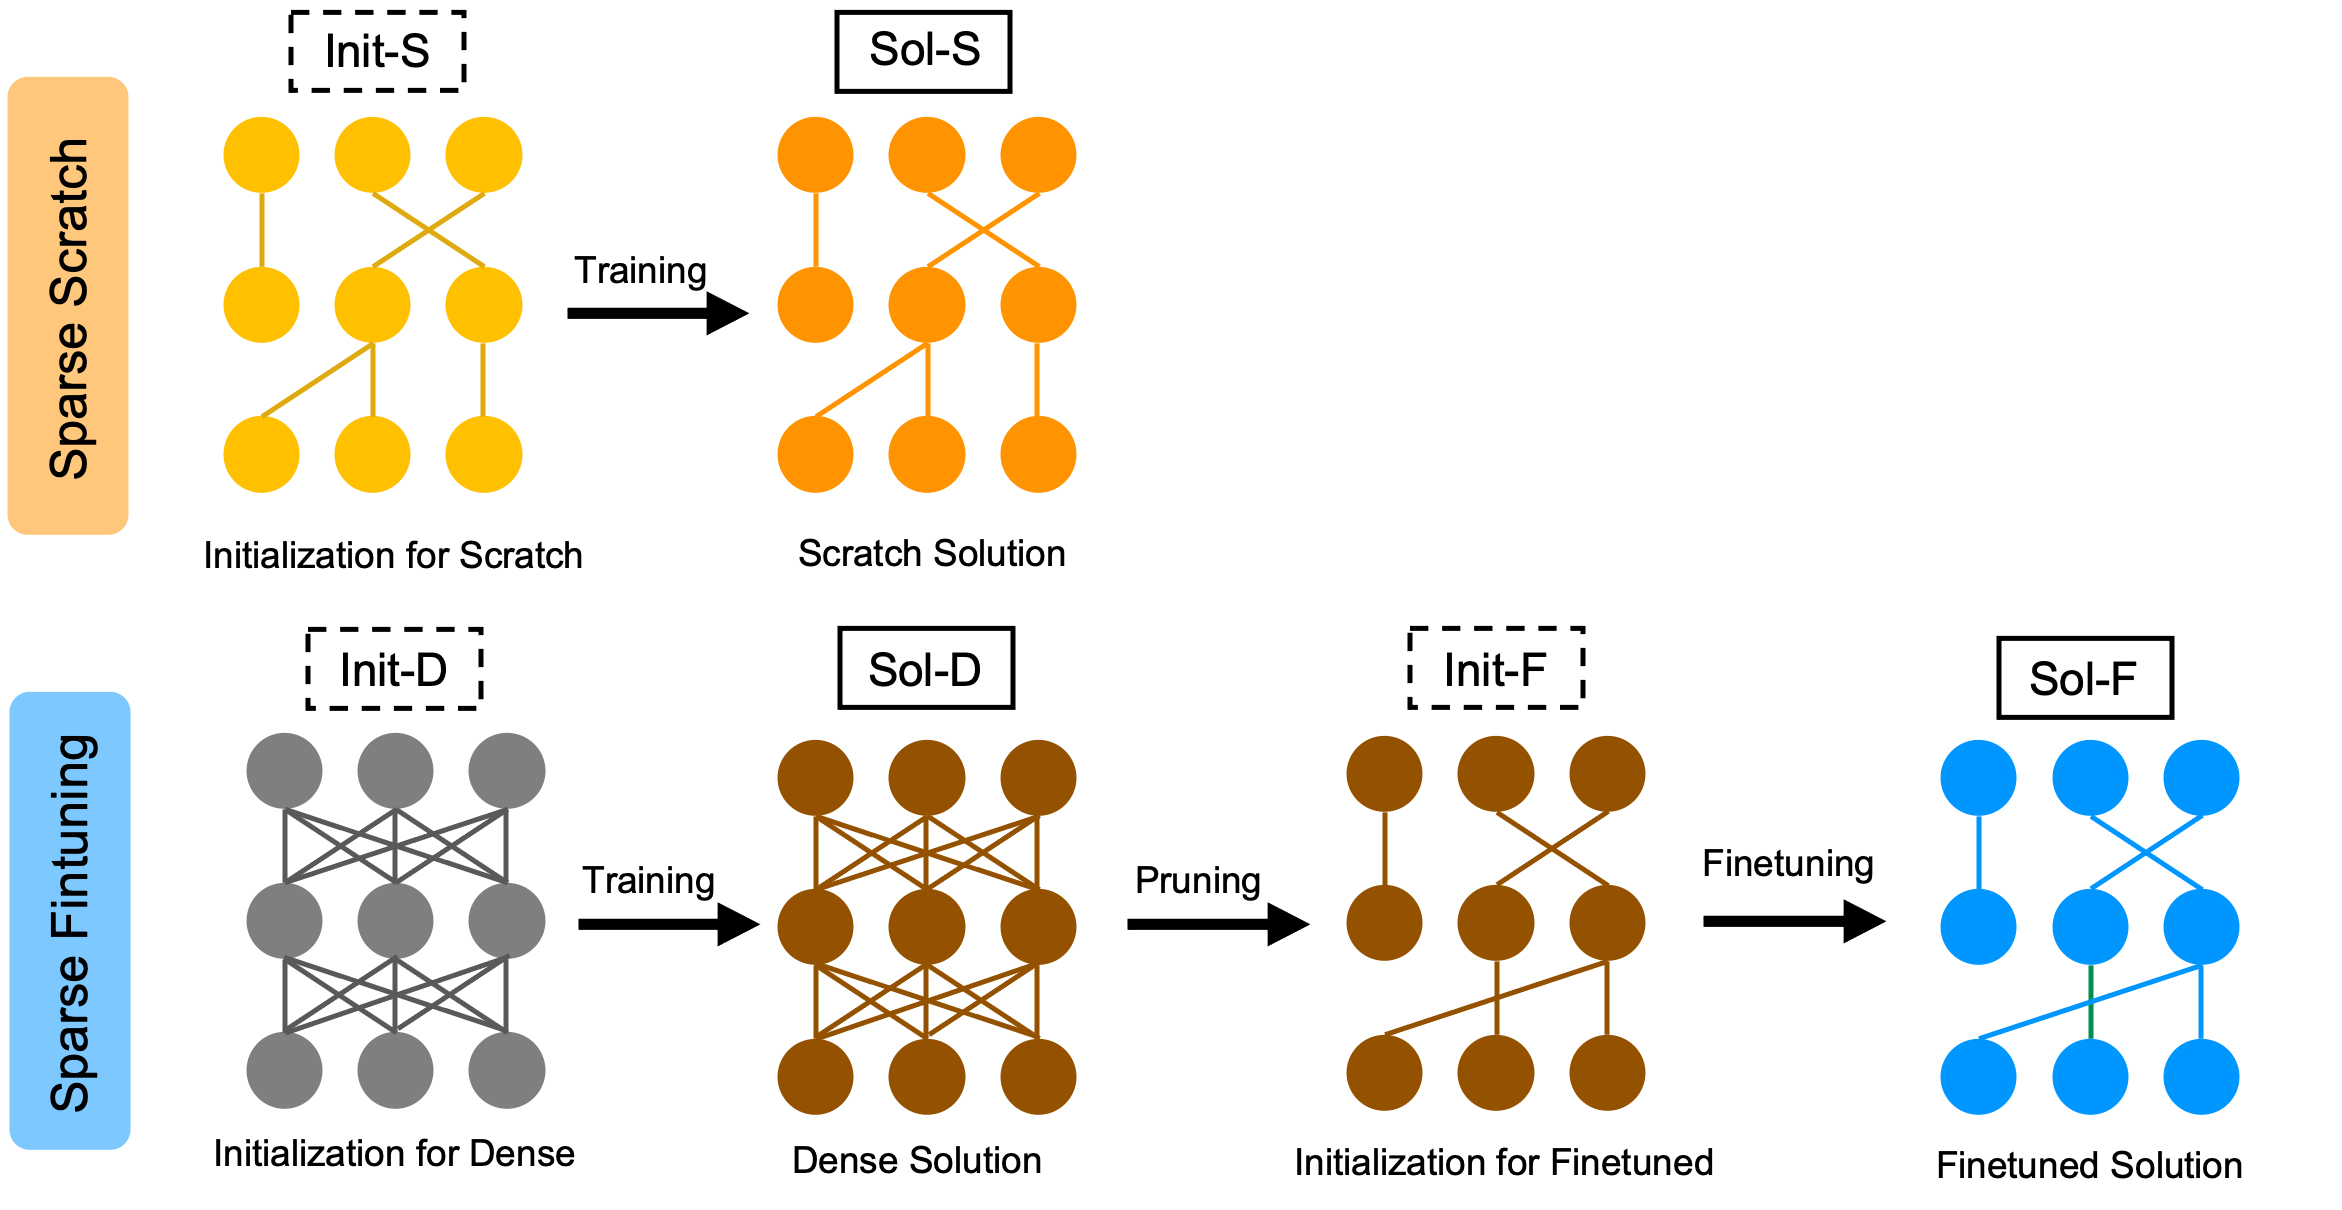 Sparse Scratch
Init-S
Sol-S
Training
Initialization for Scratch
Scratch Solution
Sparse Fintuning
Init-D
Sol-D
Init-F
Sol-F
Training
Pruning
Finetuning
Initialization for Dense
Dense Solution
Initialization for Finetuned
Finetuned Solution